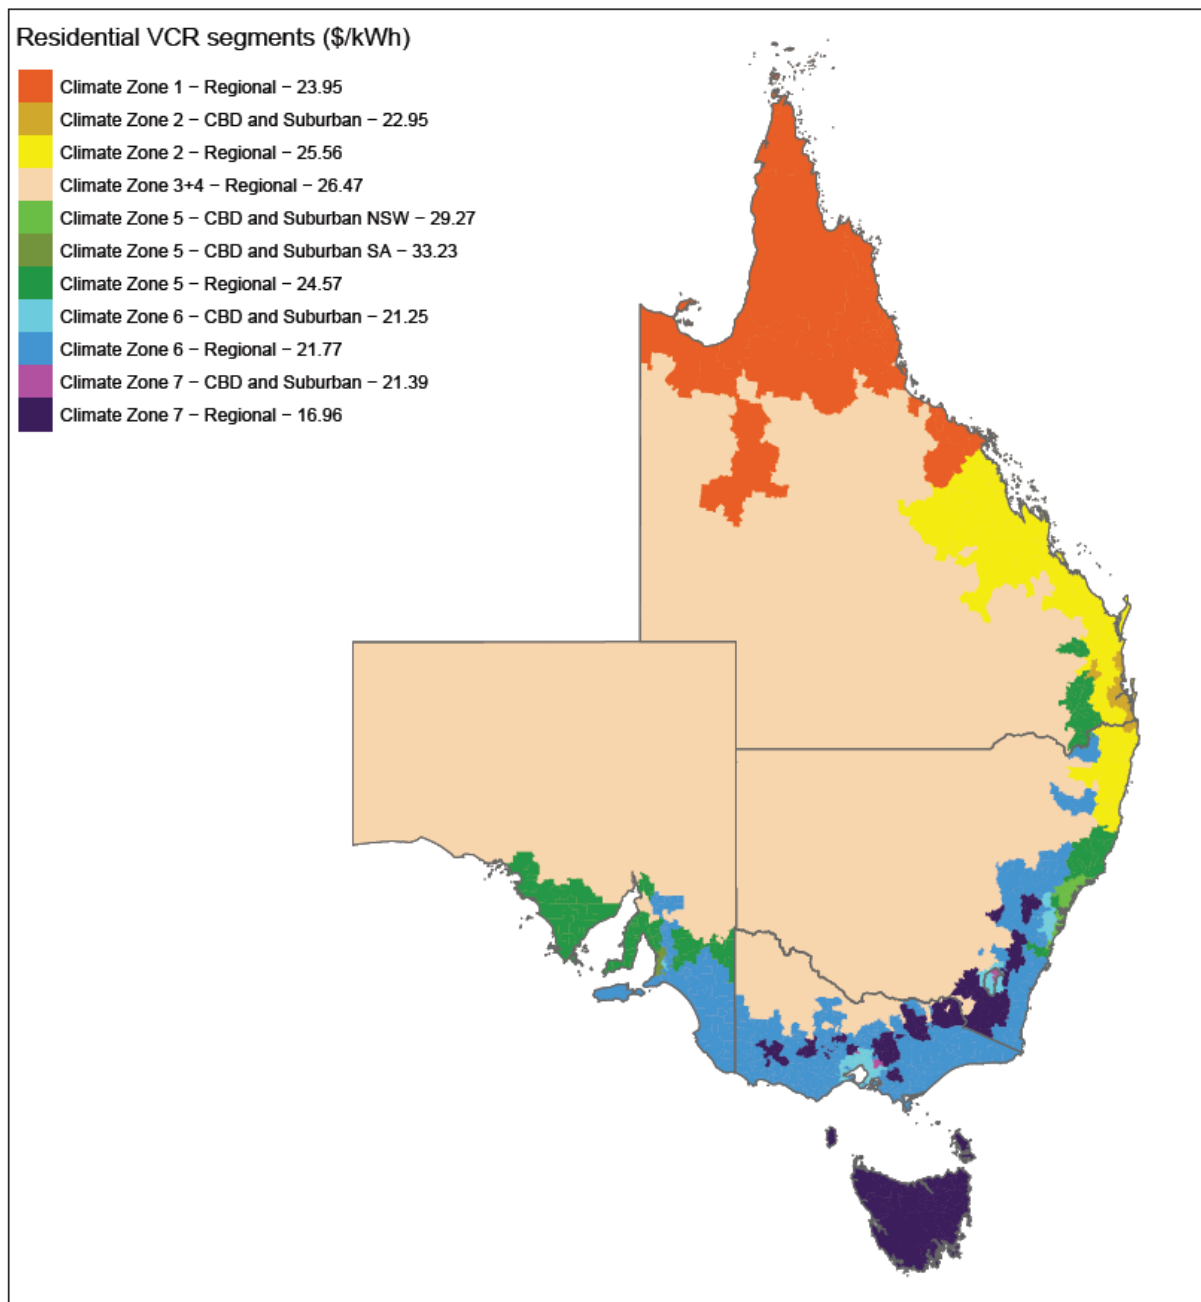 Residential VCR segments ($/kWh)
Climate Zone 1 − Regional − 23.95
Climate Zone 2 − CBD and Suburban − 22.95
Climate Zone 2 − Regional − 25.56
Climate Zone 3+4 − Regional − 26.47
Climate Zone 5 − CBD and Suburban NSW − 29.27
Climate Zone 5 − CBD and Suburban SA − 33.23
Climate Zone 5 − Regional − 24.57
Climate Zone 6 − CBD and Suburban − 21.25
Climate Zone 6 − Regional − 21.77
Climate Zone 7 − CBD and Suburban − 21.39
Climate Zone 7 − Regional − 16.96